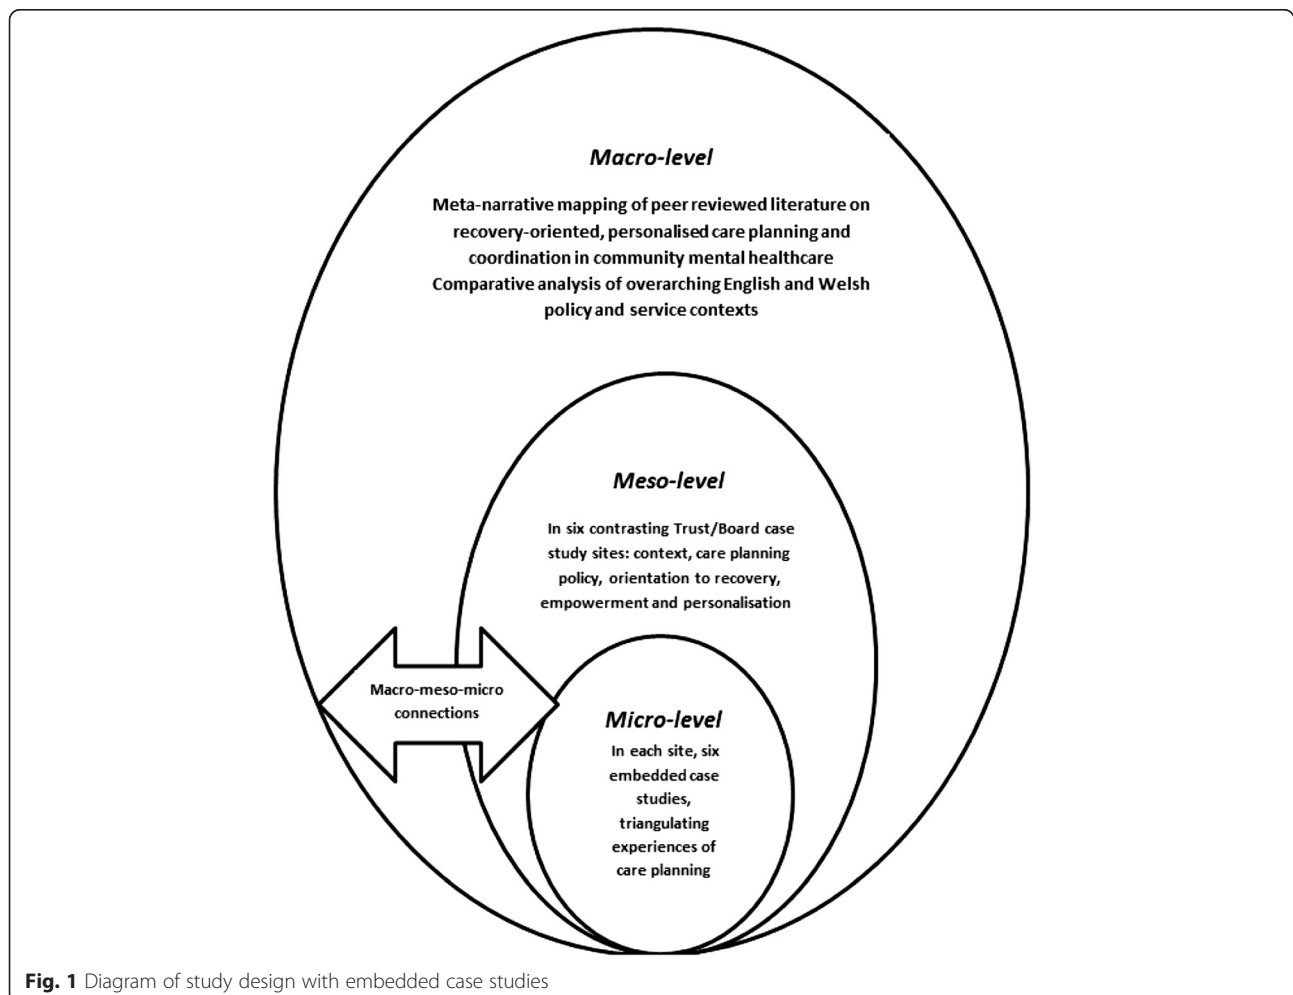 Macro-level
Meta-narrative mapping of peer reviewed literature on
recovery-oriented, personalised care planning and
coordination in community mental healthcare
Comparative analysis of overarching English and Welsh
policy and service contexts
Meso-level
In six contrasting Trust/Board case
study sites: context, care planning
policy, orientation to recovery,
empowerment and personalisation
Macro-meso-micro
connections
Micro-level
In each site, six
embedded case
studies,
triangulating
experiences of
care planning
Fig. 1 Diagram of study design with embedded case studies